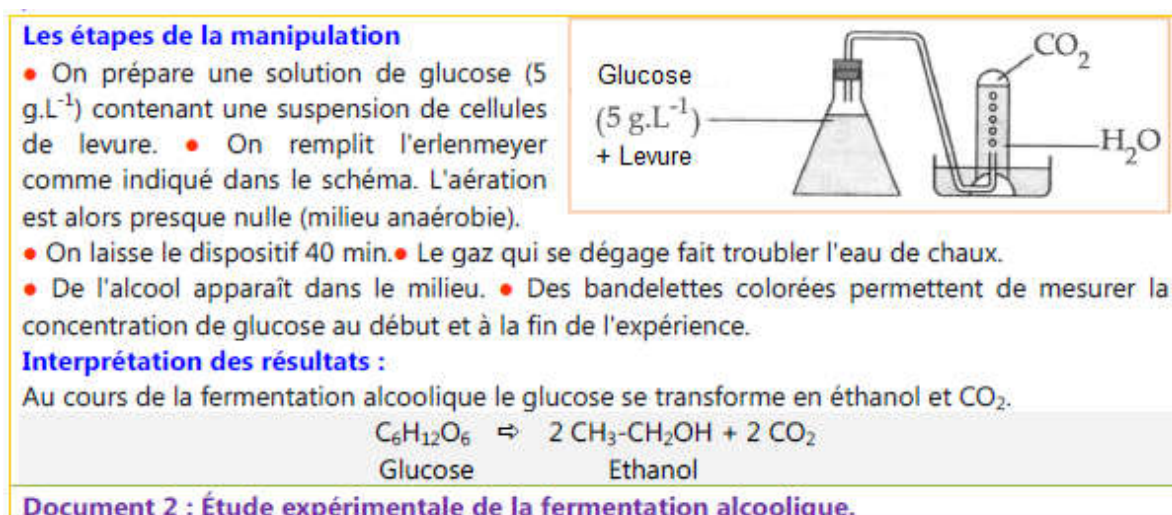 Les étapes de la manipulation
● On prépare une solution de glucose (5
g.L⁻¹) contenant une suspension de cellules
de levure. ● On remplit l'erlenmeyer
comme indiqué dans le schéma. L'aération
est alors presque nulle (milieu anaérobie).
Glucose
(5 g.L⁻¹)
+ Levure
CO₂
H₂O
● On laisse le dispositif 40 min.● Le gaz qui se dégage fait troubler l'eau de chaux.
● De l'alcool apparaît dans le milieu. ● Des bandelettes colorées permettent de mesurer la
concentration de glucose au début et à la fin de l'expérience.
Interprétation des résultats :
Au cours de la fermentation alcoolique le glucose se transforme en éthanol et CO₂.
C₆H₁₂O₆ ⇨ 2 CH₃-CH₂OH + 2 CO₂
Glucose Ethanol
Document 2 : Étude expérimentale de la fermentation alcoolique.